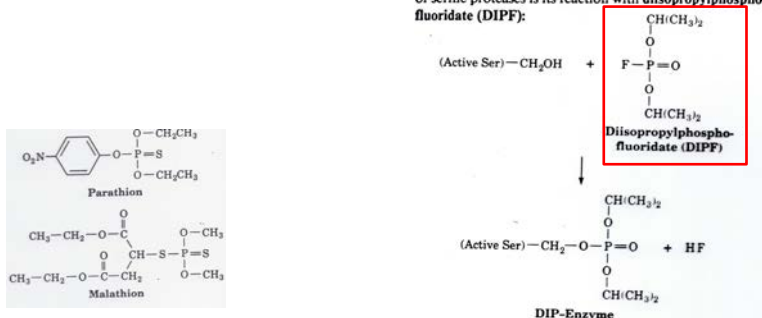 fluoridate (DIPF):
CH(CH3)2
O
(Active Ser)—CH2OH + F—P=O
O
CH(CH3)2
Diisopropylphospho-
fluoridate (DIPF)
O—CH2CH3
O2N— —O—P=S
O—CH2CH3
Parathion
O
CH3—CH2—O—C O—CH3
O CH—S—P=S
CH3—CH2—O—C—CH2 O—CH3
Malathion
CH(CH3)2
O
(Active Ser)—CH2—O—P=O + HF
O
CH(CH3)2
DIP–Enzyme